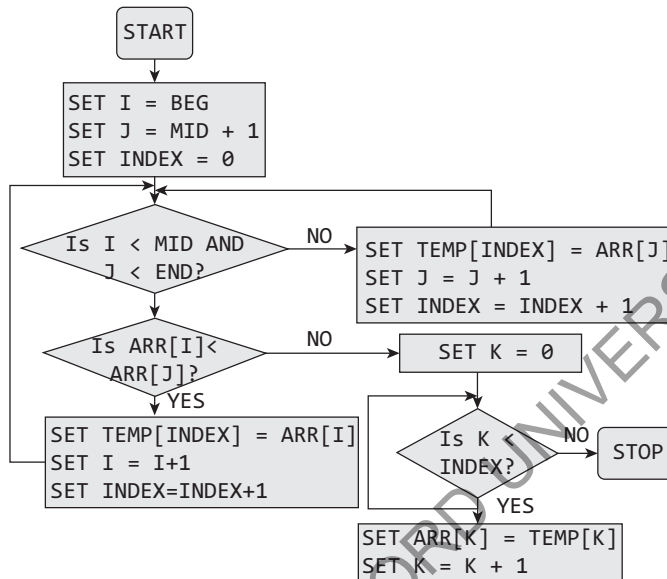 START
SET I = BEG
SET J = MID + 1
SET INDEX = 0
Is I < MID AND
J < END?
NO
SET TEMP[INDEX] = ARR[J]
SET J = J + 1
SET INDEX = INDEX + 1
Is ARR[I]<
ARR[J]?
NO
SET K = 0
YES
SET TEMP[INDEX] = ARR[I]
SET I = I+1
SET INDEX=INDEX+1
Is K <
INDEX?
NO
STOP
YES
SET ARR[K] = TEMP[K]
SET K = K + 1